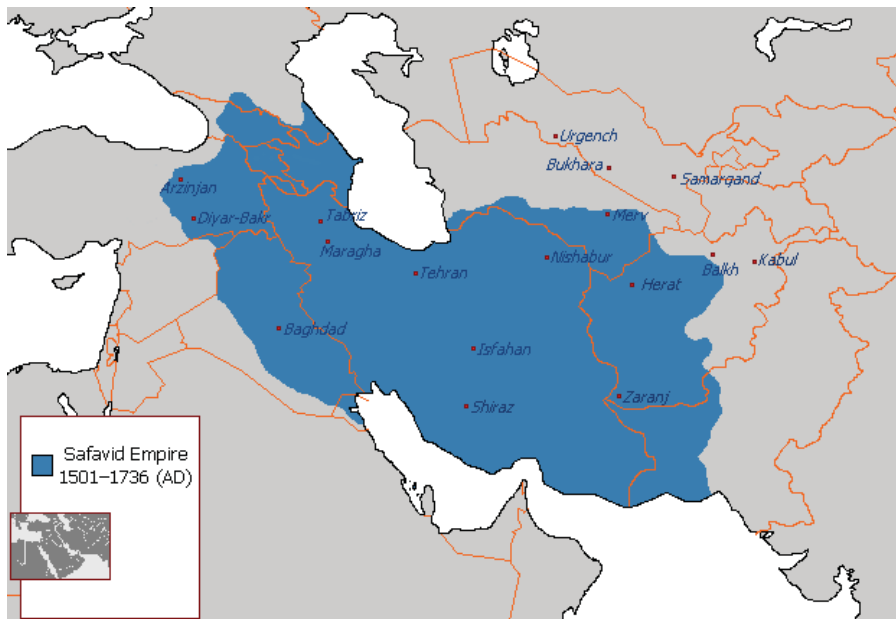 Urgench
Bukhara
Samarqand
Arzinjan
Diyar-Bakr
Tabriz
Merv
Maragha
Nishabur
Balkh
Kabul
Tehran
Herat
Baghdad
Isfahan
Zaranj
Shiraz
Safavid Empire
1501–1736 (AD)